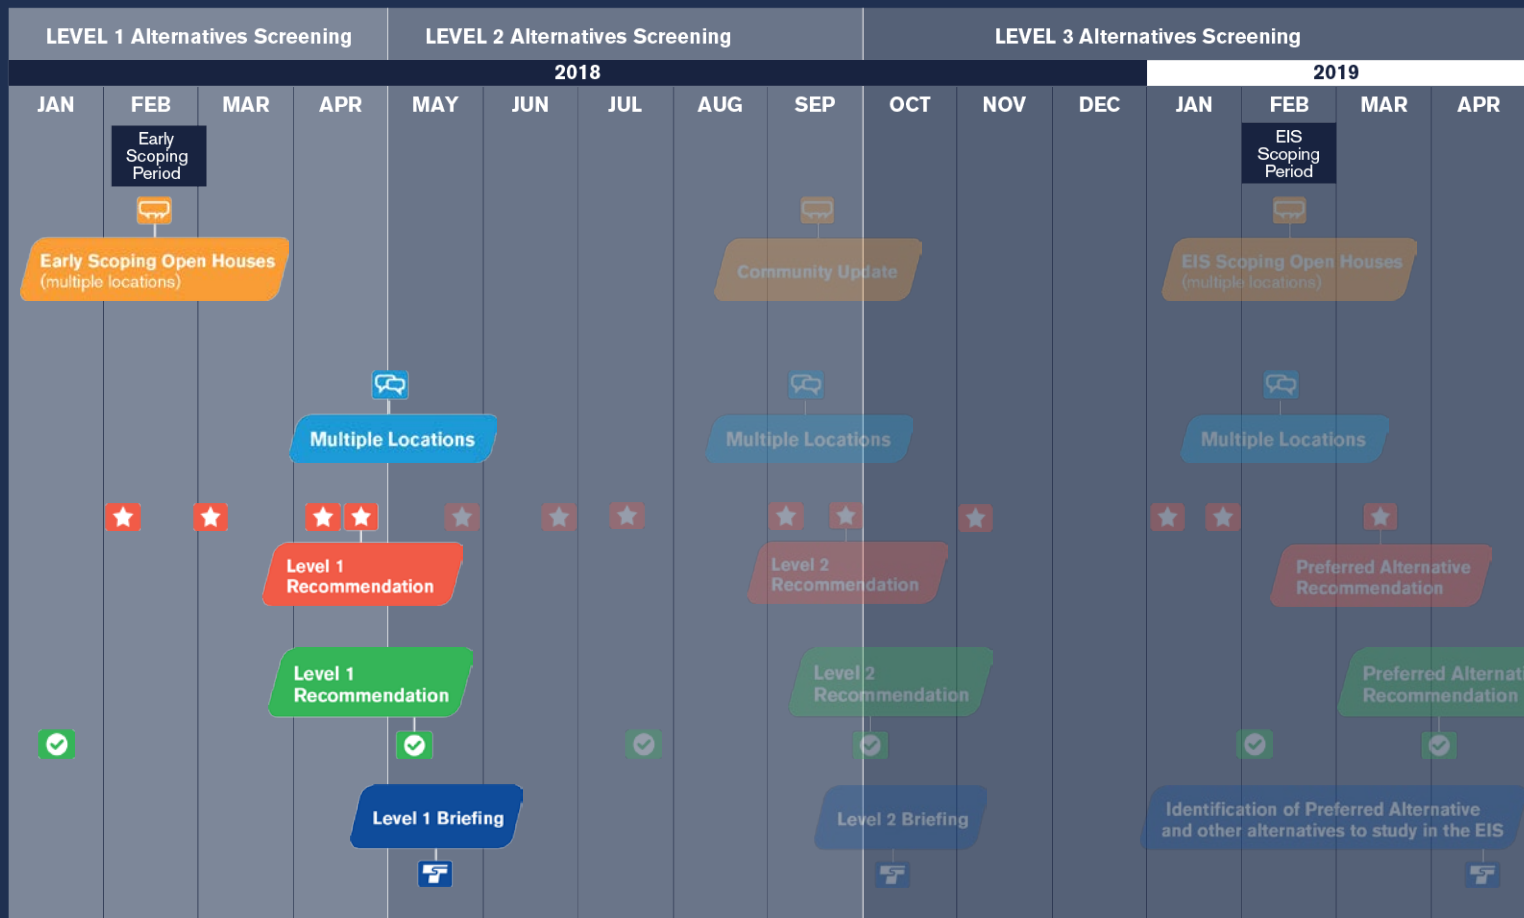 LEVEL 1 Alternatives Screening
LEVEL 2 Alternatives Screening
LEVEL 3 Alternatives Screening
2018
2019
JAN
FEB
MAR
APR
MAY
JUN
JUL
AUG
SEP
OCT
NOV
DEC
JAN
FEB
MAR
APR
Early
Scoping
Period
EIS
Scoping
Period
Early Scoping Open Houses
(multiple locations)
Community Update
EIS Scoping Open Houses
(multiple locations)
Multiple Locations
Multiple Locations
Multiple Locations
Level 1
Recommendation
Level 2
Recommendation
Preferred Alternative
Recommendation
Level 1
Recommendation
Level 2
Recommendation
Preferred Alternati
Recommendation
Level 1 Briefing
Level 2 Briefing
Identification of Preferred Alternative
and other alternatives to study in the EIS